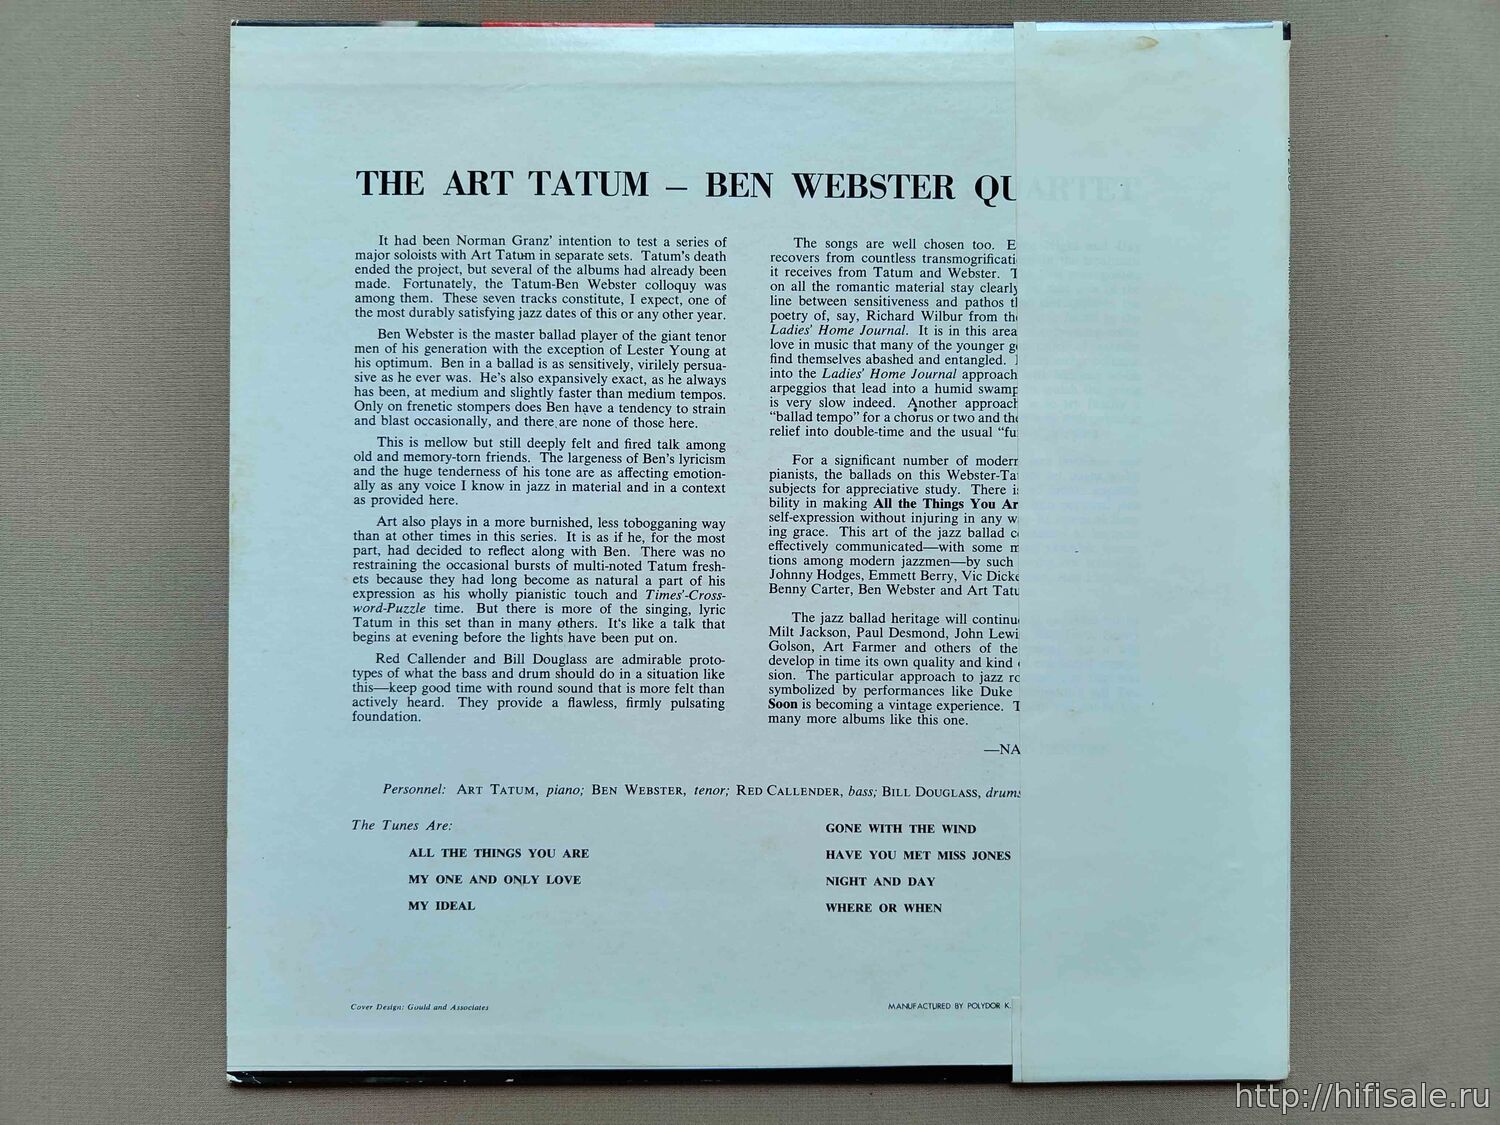 THE ART TATUM – BEN WEBSTER QUARTET
It had been Norman Granz' intention to test a series of
major soloists with Art Tatum in separate sets. Tatum's death
ended the project, but several of the albums had already been
made. Fortunately, the Tatum-Ben Webster colloquy was
among them. These seven tracks constitute, I expect, one of
the most durably satisfying jazz dates of this or any other year.
Ben Webster is the master ballad player of the giant tenor
men of his generation with the exception of Lester Young at
his optimum. Ben in a ballad is as sensitively, virilely persua-
sive as he ever was. He's also expansively exact, as he always
has been, at medium and slightly faster than medium tempos.
Only on frenetic stompers does Ben have a tendency to strain
and blast occasionally, and there are none of those here.
This is mellow but still deeply felt and fired talk among
old and memory-torn friends. The largeness of Ben's lyricism
and the huge tenderness of his tone are as affecting emotion-
ally as any voice I know in jazz in material and in a context
as provided here.
Art also plays in a more burnished, less tobogganing way
than at other times in this series. It is as if he, for the most
part, had decided to reflect along with Ben. There was no
restraining the occasional bursts of multi-noted Tatum fresh-
ets because they had long become as natural a part of his
expression as his wholly pianistic touch and Times'-Cross-
word-Puzzle time. But there is more of the singing, lyric
Tatum in this set than in many others. It's like a talk that
begins at evening before the lights have been put on.
Red Callender and Bill Douglass are admirable proto-
types of what the bass and drum should do in a situation like
this—keep good time with round sound that is more felt than
actively heard. They provide a flawless, firmly pulsating
foundation.
The songs are well chosen too.
recovers from countless
it receives from Tatum and Webster.
on all the romantic material stay clearly
line between sensitiveness and pathos
poetry of, say, Richard Wilbur from
Ladies' Home Journal. It is in this area
love in music that many of the younger
find themselves abashed and entangled.
into the Ladies' Home Journal approach
arpeggios that lead into a humid swamp
is very slow indeed. Another approach
"ballad tempo" for a chorus or two and
relief into double-time and the usual
For a significant number of modern
pianists, the ballads on this
subjects for appreciative study. There
bility in making All the Things You
self-expression without injuring in any
ing grace. This art of the jazz ballad
effectively communicated—with some
tions among modern jazzmen—by such
Johnny Hodges, Emmett Berry, Vic
Benny Carter, Ben Webster and Art
The jazz ballad heritage will
Milt Jackson, Paul Desmond, John
Golson, Art Farmer and others of the
develop in time its own quality and kind
sion. The particular approach to jazz
symbolized by performances like Duke
Soon is becoming a vintage experience.
many more albums like this one.
—NA
Personnel: ART TATUM, piano; BEN WEBSTER, tenor; RED CALLENDER, bass; BILL DOUGLASS, drums
The Tunes Are:
ALL THE THINGS YOU ARE
MY ONE AND ONLY LOVE
MY IDEAL
GONE WITH THE WIND
HAVE YOU MET MISS JONES
NIGHT AND DAY
WHERE OR WHEN
Cover Design: Gould and Associates
MANUFACTURED BY POLYDOR K.
http://hifisale.ru